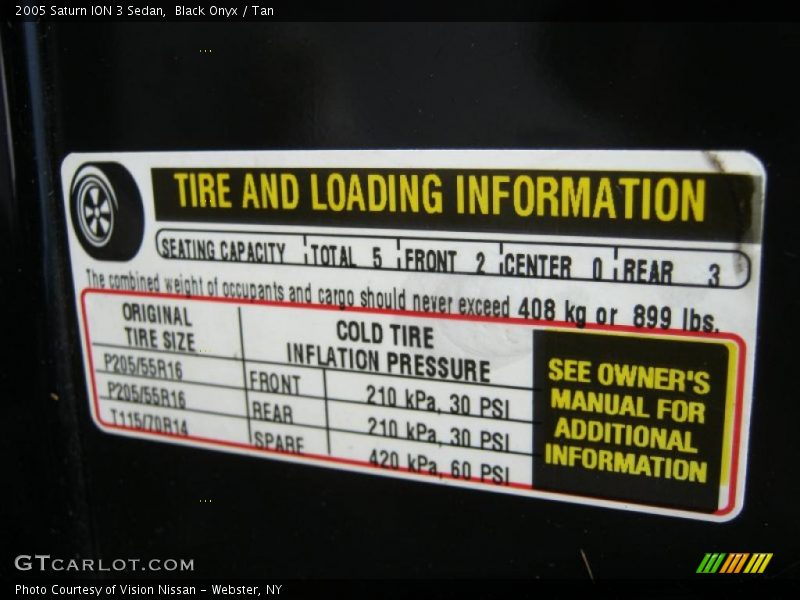 2005 Saturn ION 3 Sedan, Black Onyx / Tan
TIRE AND LOADING INFORMATION
SEATING CAPACITY TOTAL 5 FRONT 2 CENTER 0 REAR 3
The combined weight of occupants and cargo should never exceed 408 kg or 899 lbs.
ORIGINAL
TIRE SIZE
COLD TIRE
INFLATION PRESSURE
P205/55R16 FRONT 210 kPa, 30 PSI
P205/55R16 REAR 210 kPa, 30 PSI
T115/70R14 SPARE 420 kPa, 60 PSI
SEE OWNER'S
MANUAL FOR
ADDITIONAL
INFORMATION
GTCARLOT.COM
Photo Courtesy of Vision Nissan - Webster, NY